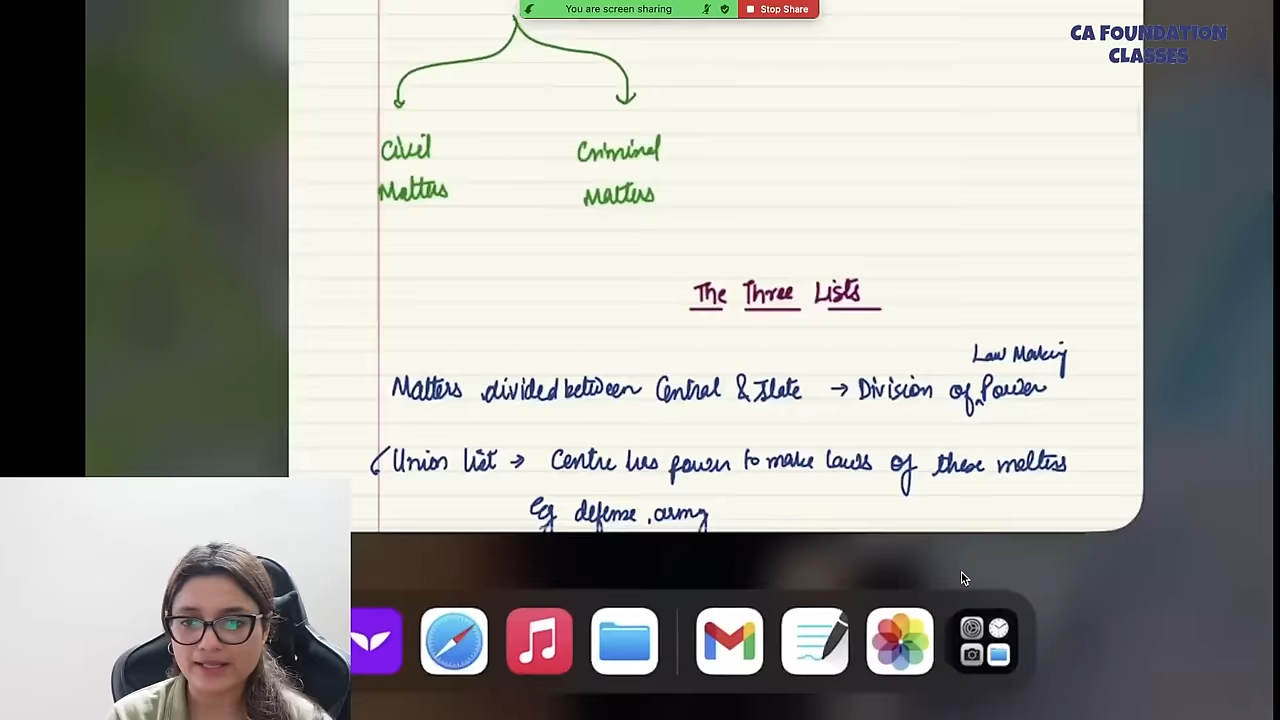 You are screen sharing
Stop Share
CA FOUNDATION
CLASSES
Civil
Matters
Criminal
Matters
The Three Lists
Law Making
Matters divided between Central & State → Division of Power
Union list → Centre has power to make laws of these matters
Eg defense, army